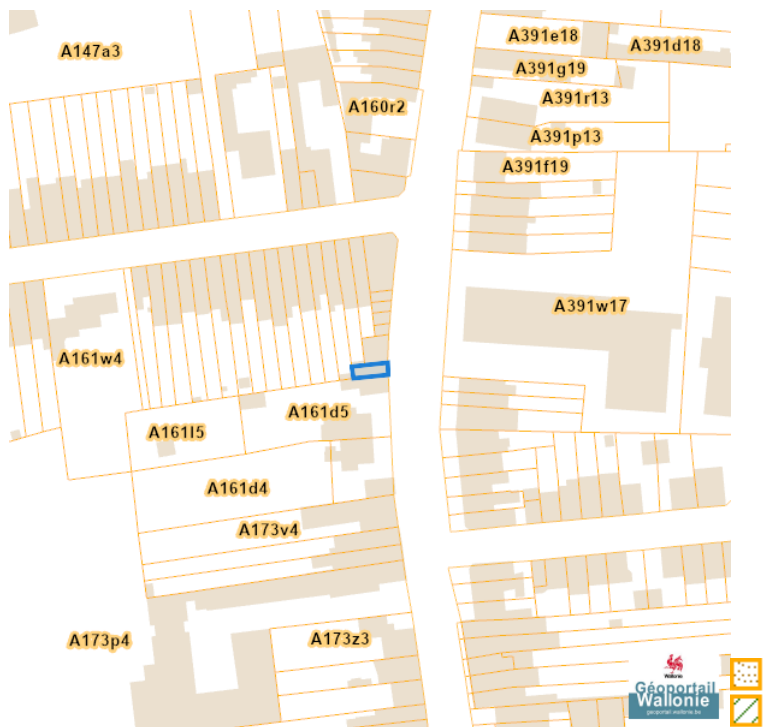 A391e18
A147a3
A391d18
A391g19
A391r13
A160r2
A391p13
A391f19
A391w17
A161w4
A161d5
A161l5
A161d4
A173v4
A173p4
A173z3
Wallonie
Géoportail
Wallonie
geoportail.wallonie.be